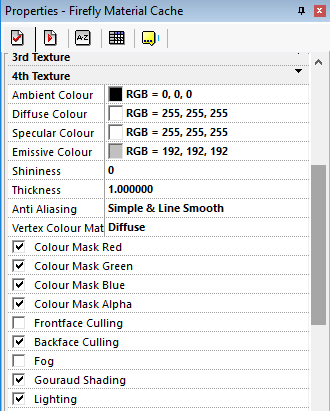 Properties - Firefly Material Cache
A-Z
3rd Texture
4th Texture
Ambient Colour RGB = 0, 0, 0
Diffuse Colour RGB = 255, 255, 255
Specular Colour RGB = 255, 255, 255
Emissive Colour RGB = 192, 192, 192
Shininess 0
Thickness 1.000000
Anti Aliasing Simple & Line Smooth
Vertex Colour Mat Diffuse
Colour Mask Red
Colour Mask Green
Colour Mask Blue
Colour Mask Alpha
Frontface Culling
Backface Culling
Fog
Gouraud Shading
Lighting